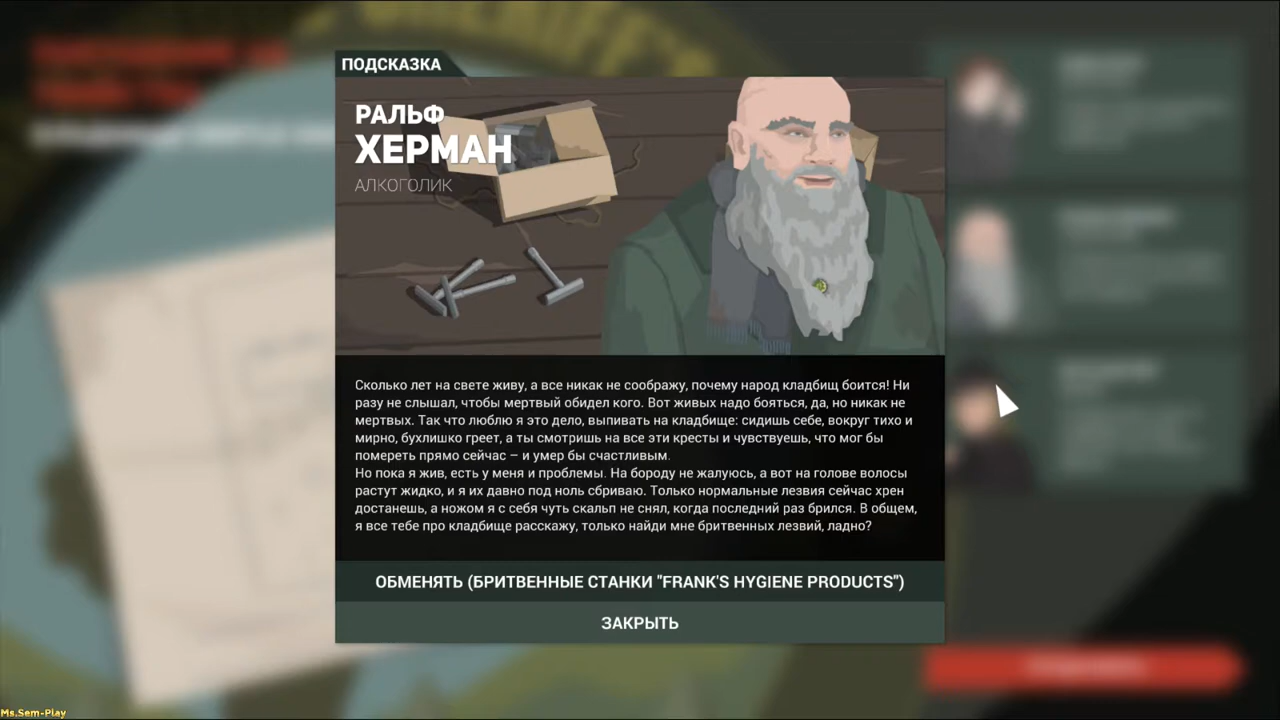 SHERIFF'S
ПОДСКАЗКА
РАЛЬФ
ХЕРМАН
АЛКОГОЛИК
Сколько лет на свете живу, а все никак не соображу, почему народ кладбищ боится! Ни
разу не слышал, чтобы мертвый обидел кого. Вот живых надо бояться, да, но никак не
мертвых. Так что люблю я это дело, выпивать на кладбище: сидишь себе, вокруг тихо и
мирно, бухлишко греет, а ты смотришь на все эти кресты и чувствуешь, что мог бы
помереть прямо сейчас – и умер бы счастливым.
Но пока я жив, есть у меня и проблемы. На бороду не жалуюсь, а вот на голове волосы
растут жидко, и я их давно под ноль сбриваю. Только нормальные лезвия сейчас хрен
достанешь, а ножом я с себя чуть скальп не снял, когда последний раз брился. В общем,
я все тебе про кладбище расскажу, только найди мне бритвенных лезвий, ладно?
ОБМЕНЯТЬ (БРИТВЕННЫЕ СТАНКИ "FRANK'S HYGIENE PRODUCTS")
ЗАКРЫТЬ
Ms.Sem-Play